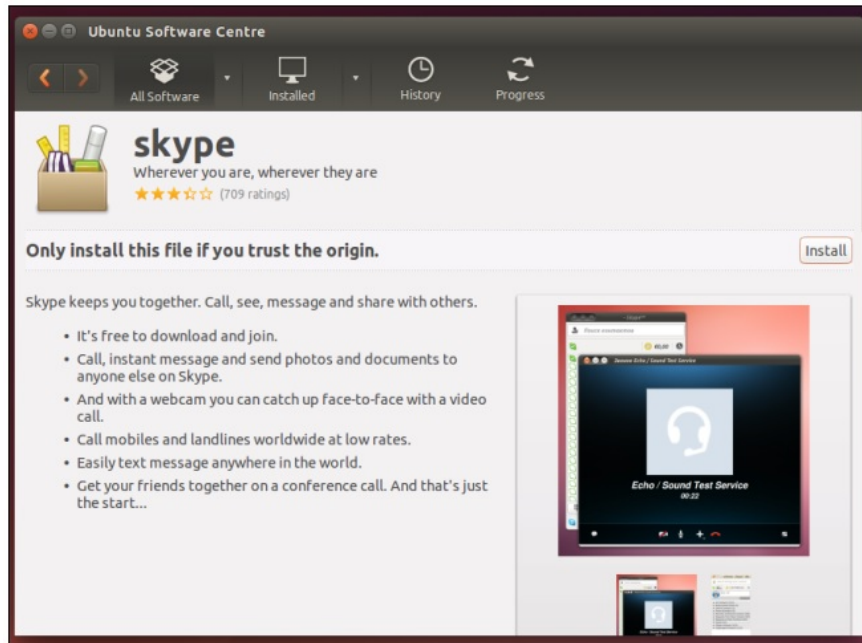 Ubuntu Software Centre
All Software
Installed
History
Progress
skype
Wherever you are, wherever they are
(709 ratings)
Only install this file if you trust the origin.
Install
Skype keeps you together. Call, see, message and share with others.
• It's free to download and join.
• Call, instant message and send photos and documents to
anyone else on Skype.
• And with a webcam you can catch up face-to-face with a video
call.
• Call mobiles and landlines worldwide at low rates.
• Easily text message anywhere in the world.
• Get your friends together on a conference call. And that's just
the start...
Echo / Sound Test Service
00:22